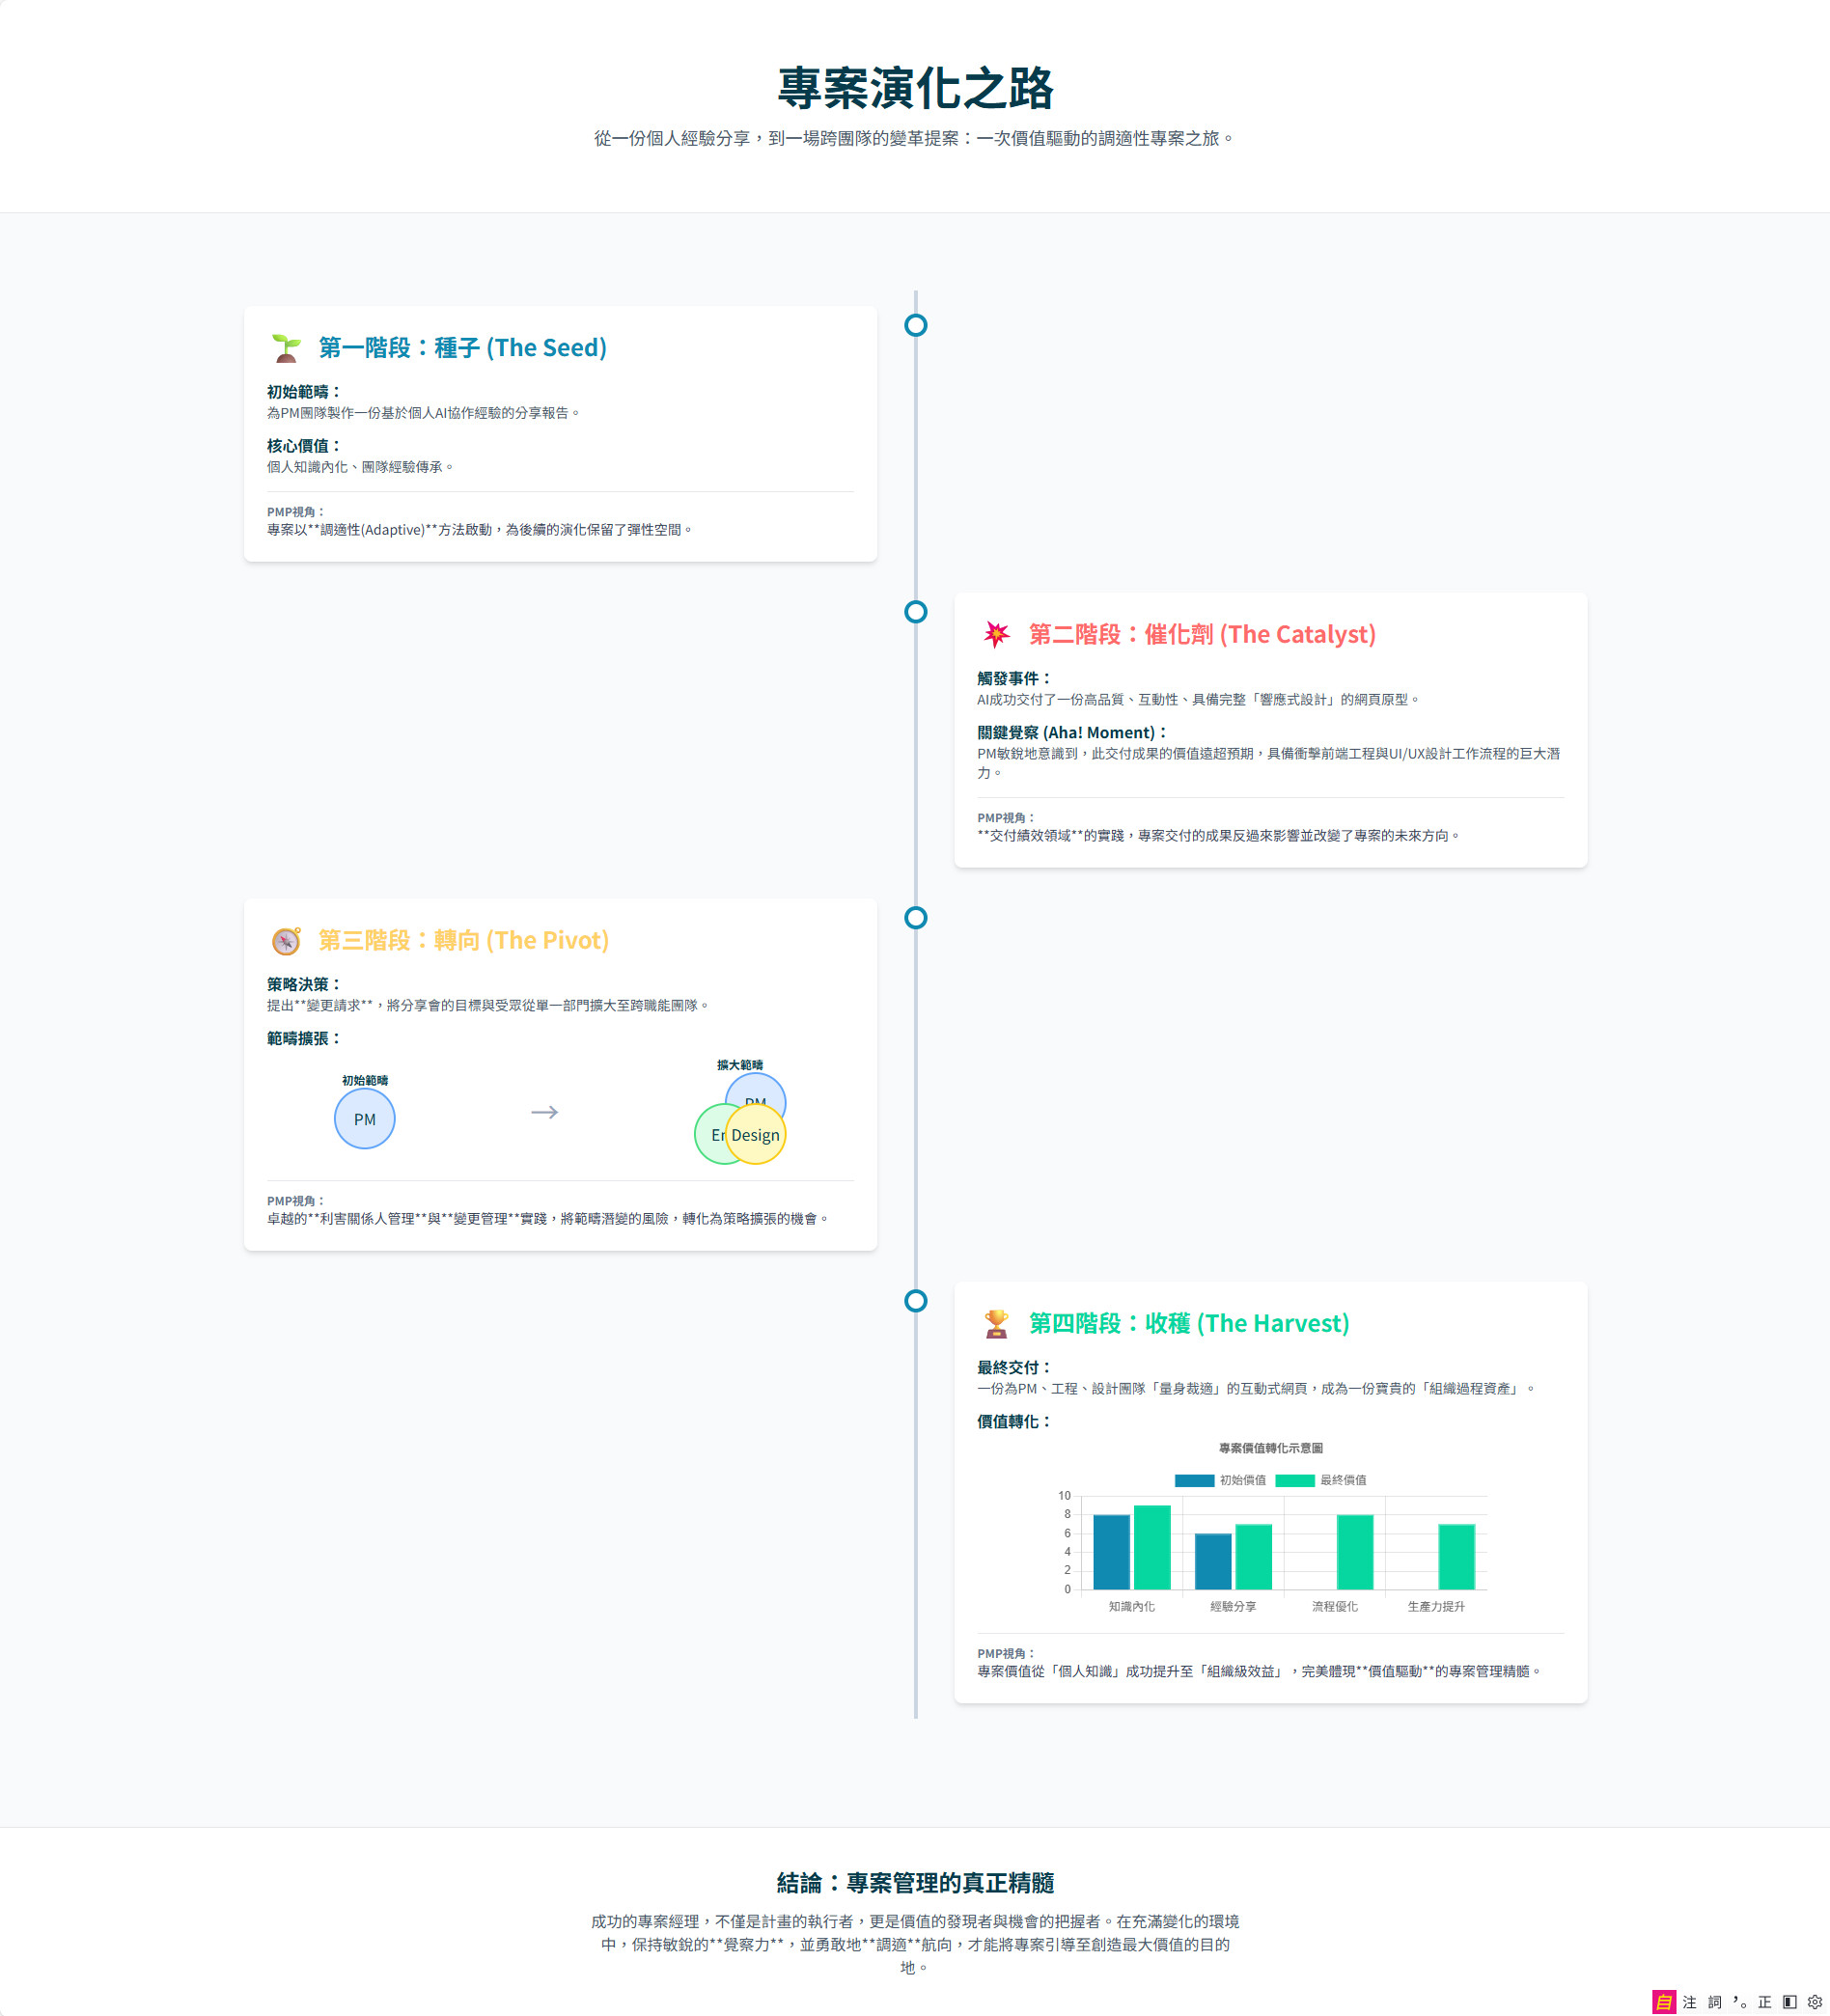 專案演化之路
從一份個人經驗分享，到一場跨團隊的變革提案：一次價值驅動的調適性專案之旅。
第一階段：種子 (The Seed)
初始範疇：
為PM團隊製作一份基於個人AI協作經驗的分享報告。
核心價值：
個人知識內化、團隊經驗傳承。
PMP視角：
專案以**調適性(Adaptive)**方法啟動，為後續的演化保留了彈性空間。
第二階段：催化劑 (The Catalyst)
觸發事件：
AI成功交付了一份高品質、互動性、具備完整「響應式設計」的網頁原型。
關鍵覺察 (Aha! Moment)：
PM敏銳地意識到，此交付成果的價值遠超預期，具備衝擊前端工程與UI/UX設計工作流程的巨大潛
力。
PMP視角：
**交付績效領域**的實踐，專案交付的成果反過來影響並改變了專案的未來方向。
第三階段：轉向 (The Pivot)
策略決策：
提出**變更請求**，將分享會的目標與受眾從單一部門擴大至跨職能團隊。
範疇擴張：
初始範疇
PM
→
擴大範疇
PM
Design
PMP視角：
卓越的**利害關係人管理**與**變更管理**實踐，將範疇潛變的風險，轉化為策略擴張的機會。
第四階段：收穫 (The Harvest)
最終交付：
一份為PM、工程、設計團隊「量身裁適」的互動式網頁，成為一份寶貴的「組織過程資產」。
價值轉化：
專案價值轉化示意圖
初始價值 最終價值
10
8
6
4
2
0
知識內化 經驗分享 流程優化 生產力提升
PMP視角：
專案價值從「個人知識」成功提升至「組織級效益」，完美體現**價值驅動**的專案管理精髓。
結論：專案管理的真正精髓
成功的專案經理，不僅是計畫的執行者，更是價值的發現者與機會的把握者。在充滿變化的環境
中，保持敏銳的**覺察力**，並勇敢地**調適**航向，才能將專案引導至創造最大價值的目的
地。
自 注 詞 ，。 正